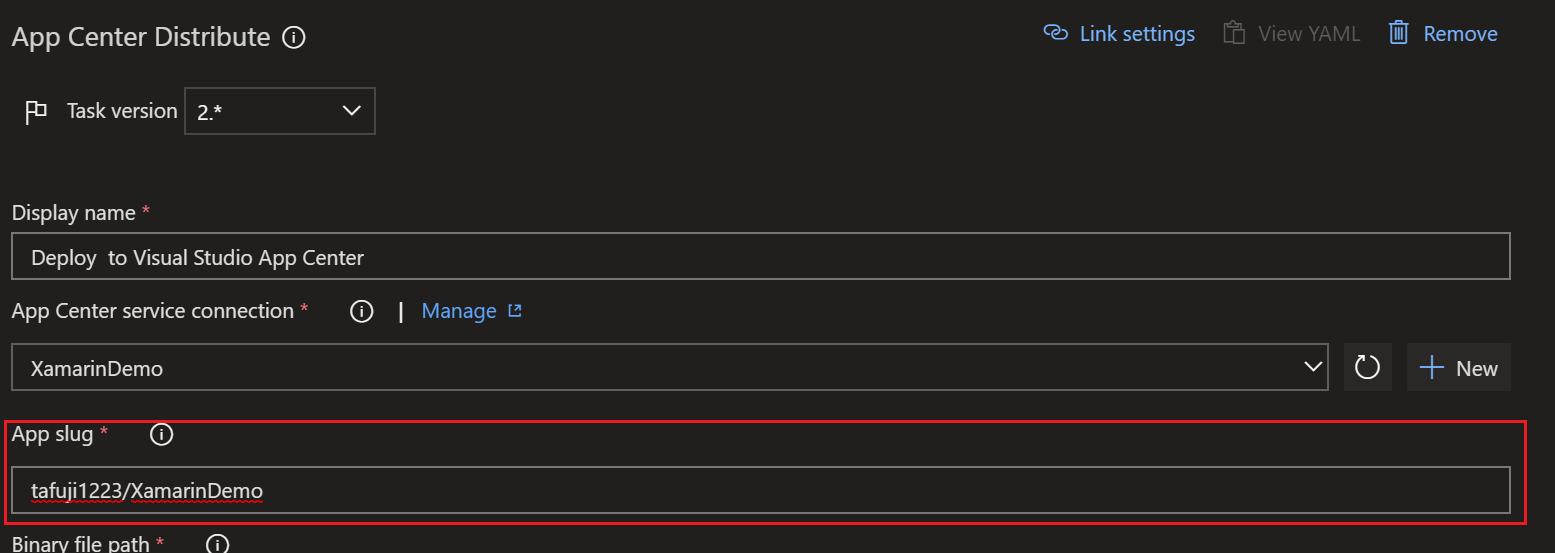 App Center Distribute
Link settings
View YAML
Remove
Task version
2.*
Display name *
Deploy  to Visual Studio App Center
App Center service connection *
| Manage
XamarinDemo
New
App slug *
tafuji1223/XamarinDemo
Binary file path *